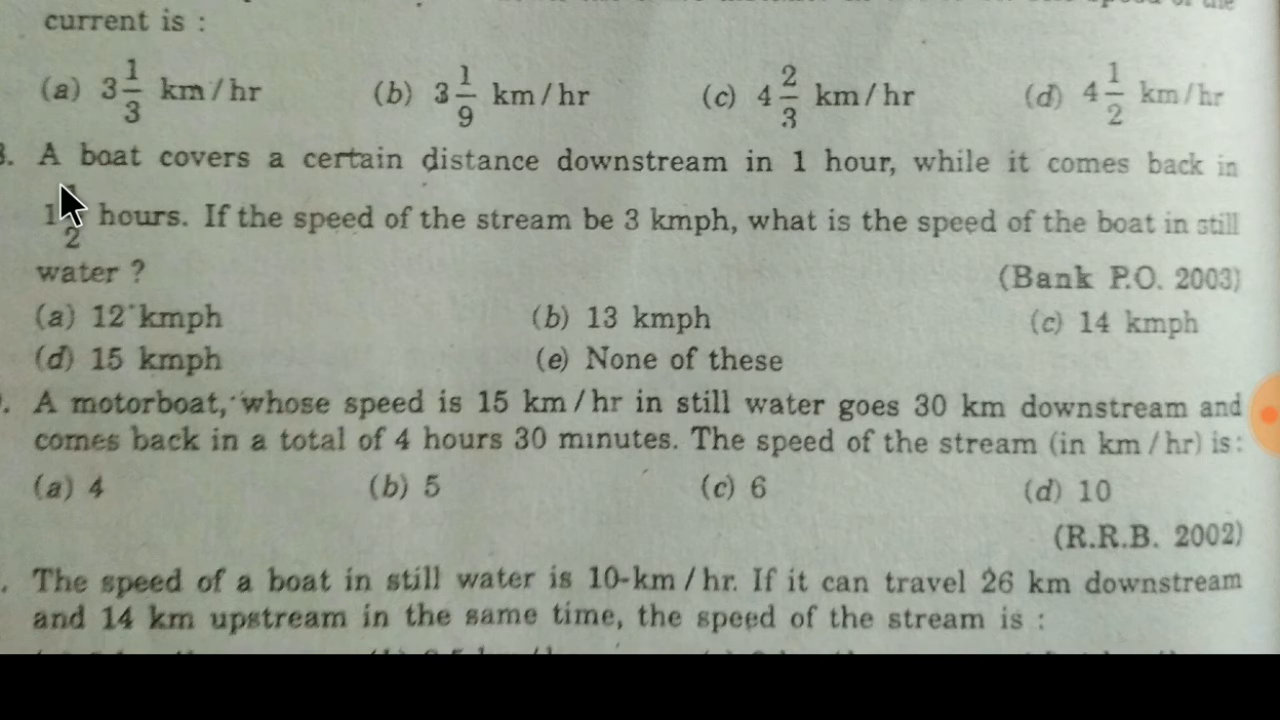 current is :
(a) 3 1/3 km/hr (b) 3 1/9 km/hr (c) 4 2/3 km/hr (d) 4 1/2 km/hr
A boat covers a certain distance downstream in 1 hour, while it comes back in
1 /2 hours. If the speed of the stream be 3 kmph, what is the speed of the boat in still
water ? (Bank P.O. 2003)
(a) 12 kmph (b) 13 kmph (c) 14 kmph
(d) 15 kmph (e) None of these
A motorboat, whose speed is 15 km/hr in still water goes 30 km downstream and
comes back in a total of 4 hours 30 minutes. The speed of the stream (in km/hr) is:
(a) 4 (b) 5 (c) 6 (d) 10
(R.R.B. 2002)
. The speed of a boat in still water is 10-km/hr. If it can travel 26 km downstream
and 14 km upstream in the same time, the speed of the stream is :